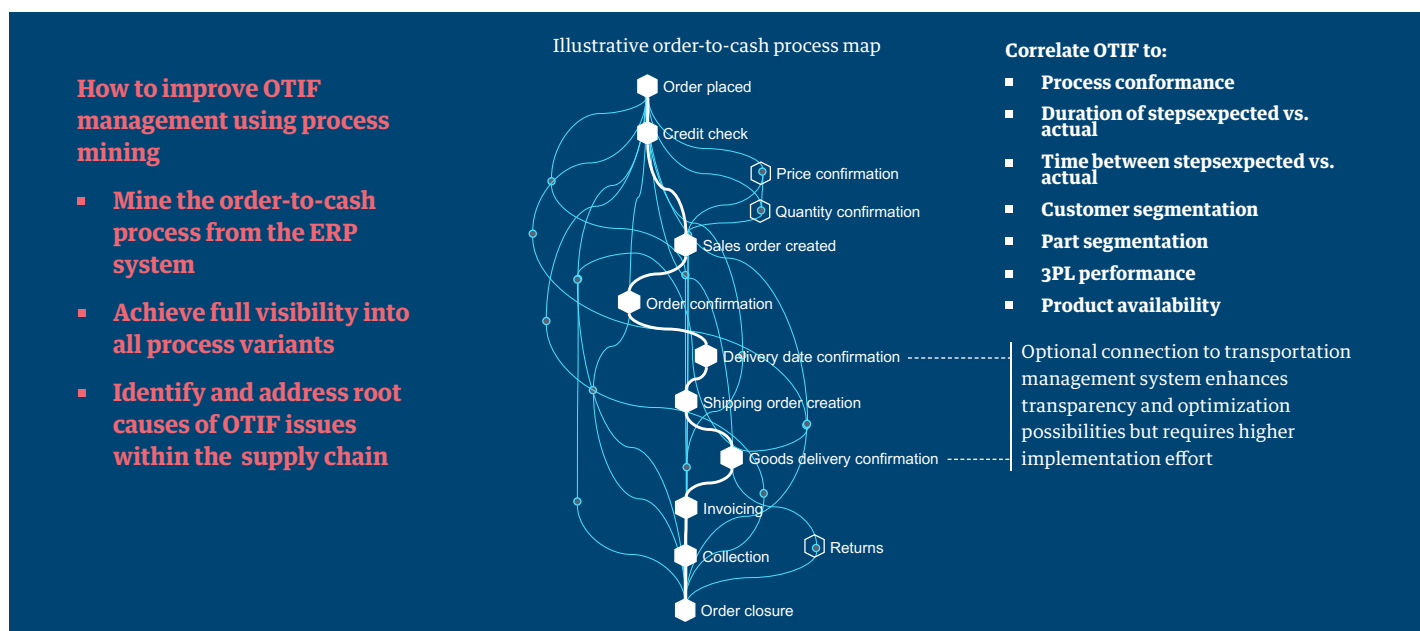 How to improve OTIF
management using process
mining
Mine the order-to-cash
process from the ERP
system
Achieve full visibility into
all process variants
Identify and address root
causes of OTIF issues
within the supply chain
Illustrative order-to-cash process map
Order placed
Credit check
Price confirmation
Quantity confirmation
Sales order created
Order confirmation
Delivery date confirmation
Shipping order creation
Goods delivery confirmation
Invoicing
Returns
Collection
Order closure
Correlate OTIF to:
Process conformance
Duration of stepsexpected vs.
actual
Time between stepsexpected vs.
actual
Customer segmentation
Part segmentation
3PL performance
Product availability
Optional connection to transportation
management system enhances
transparency and optimization
possibilities but requires higher
implementation effort